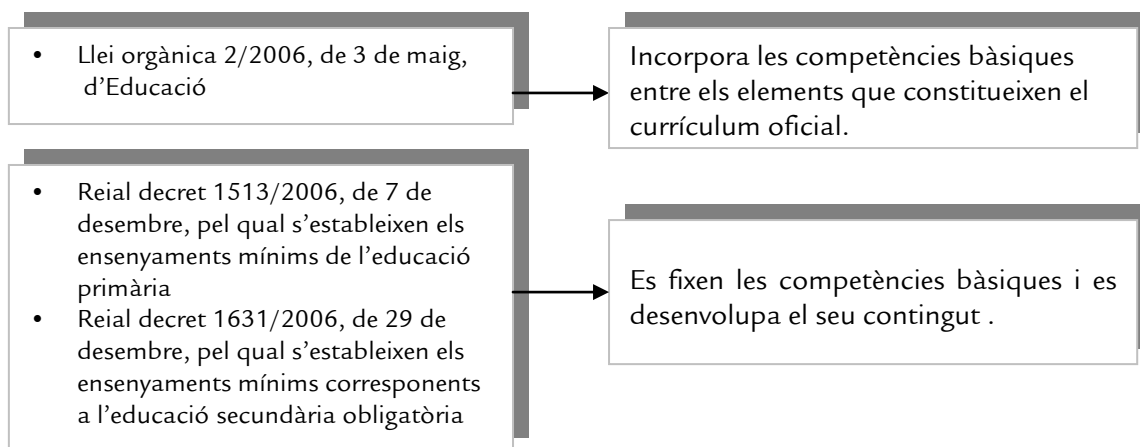 • Llei orgànica 2/2006, de 3 de maig,
d’Educació
Incorpora les competències bàsiques
entre els elements que constitueixen el
currículum oficial.
• Reial decret 1513/2006, de 7 de
desembre, pel qual s’estableixen els
ensenyaments mínims de l’educació
primària
• Reial decret 1631/2006, de 29 de
desembre, pel qual s’estableixen els
ensenyaments mínims corresponents
a l’educació secundària obligatòria
Es fixen les competències bàsiques i es
desenvolupa el seu contingut .